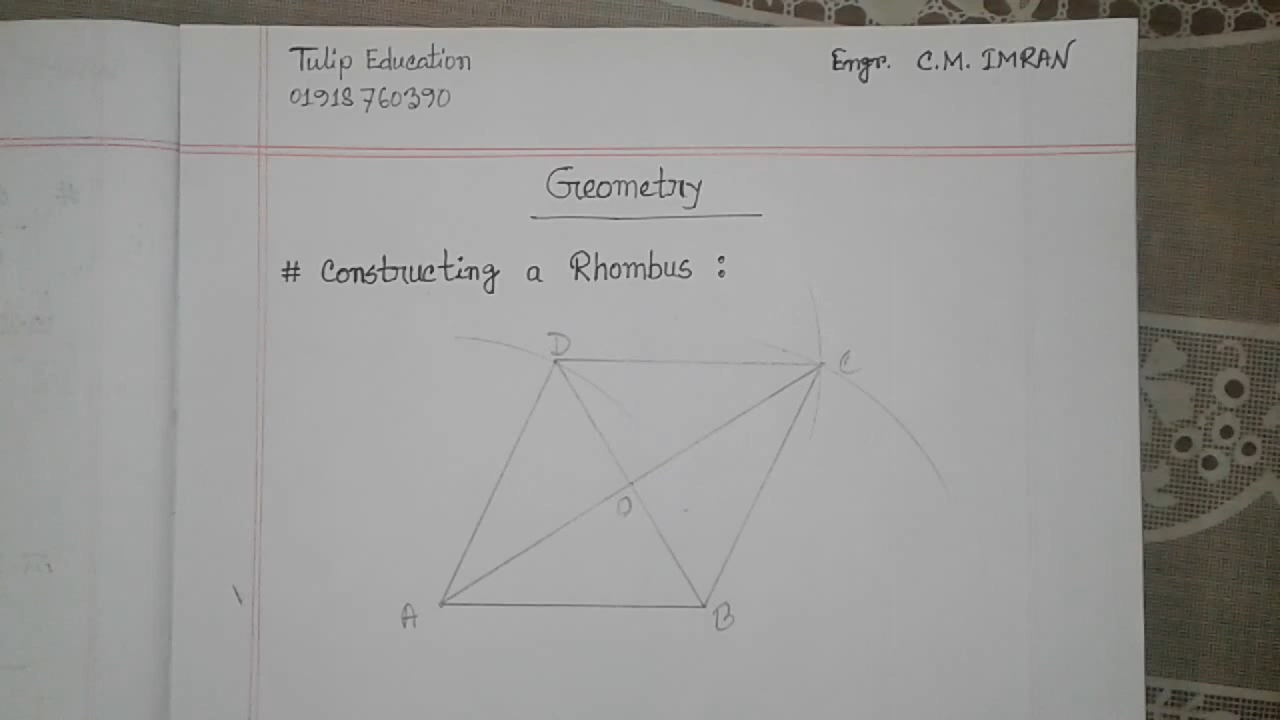 Tulip Education
01918 760390
Engr. C.M. IMRAN
Geometry
# Constructing a Rhombus :
D
C
O
A
B